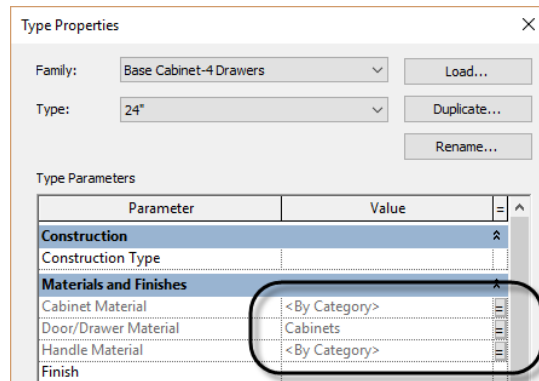 Type Properties
Family: Base Cabinet-4 Drawers Load...
Type: 24" Duplicate...
Rename...
Type Parameters
Parameter Value =
Construction
Construction Type
Materials and Finishes
Cabinet Material <By Category> =
Door/Drawer Material Cabinets =
Handle Material <By Category> =
Finish